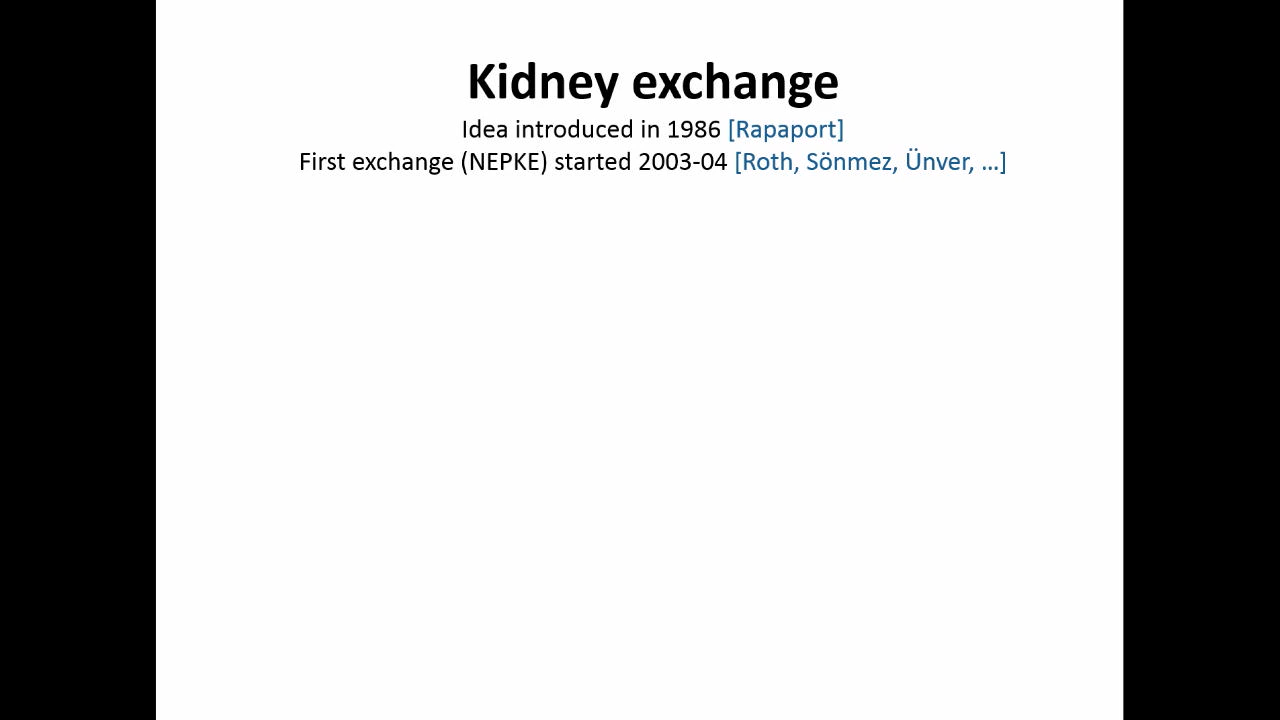 Kidney exchange
Idea introduced in 1986 [Rapaport]
First exchange (NEPKE) started 2003-04 [Roth, Sönmez, Ünver, ...]